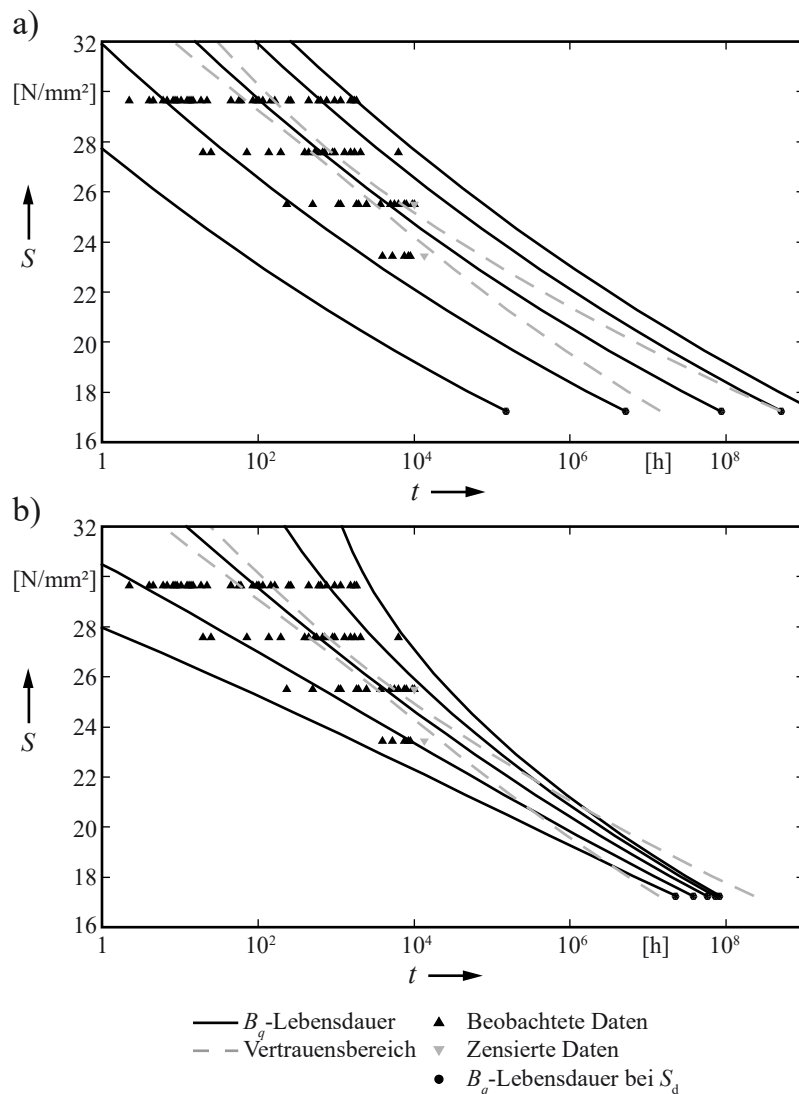 a)
32
[N/mm²]
28
26
24
S
22
20
18
16
1
10²
10⁴
10⁶
[h]
10⁸
t
b)
32
[N/mm²]
28
26
24
S
22
20
18
16
1
10²
10⁴
10⁶
[h]
10⁸
t
B_q-Lebensdauer
Beobachtete Daten
Vertrauensbereich
Zensierte Daten
B_q-Lebensdauer bei S_d